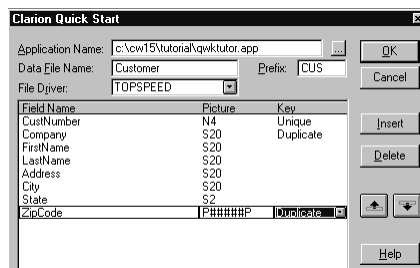 Clarion Quick Start
Application Name: c:\cw15\tutorial\qwktutor.app ...
Data File Name: Customer Prefix: CUS
File Driver: TOPSPEED
Field Name Picture Key
CustNumber N4 Unique
Company S20 Duplicate
FirstName S20
LastName S20
Address S20
City S20
State S2
ZipCode P#####P Duplicate
OK
Cancel
Insert
Delete
Help